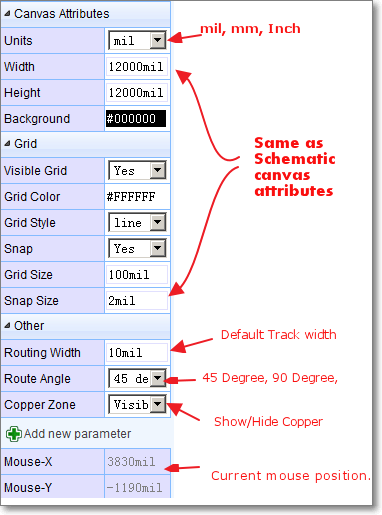 Canvas Attributes
Units mil
mil, mm, Inch
Width 12000mil
Height 12000mil
Background #000000
Grid
Same as
Schematic
canvas
attributes
Visible Grid Yes
Grid Color #FFFFFF
Grid Style line
Snap Yes
Grid Size 100mil
Snap Size 2mil
Other
Default Track width
Routing Width 10mil
Route Angle 45 de
45 Degree, 90 Degree,
Copper Zone Visib
Show/Hide Copper
Add new parameter
Mouse-X 3830mil
Current mouse position.
Mouse-Y -1190mil